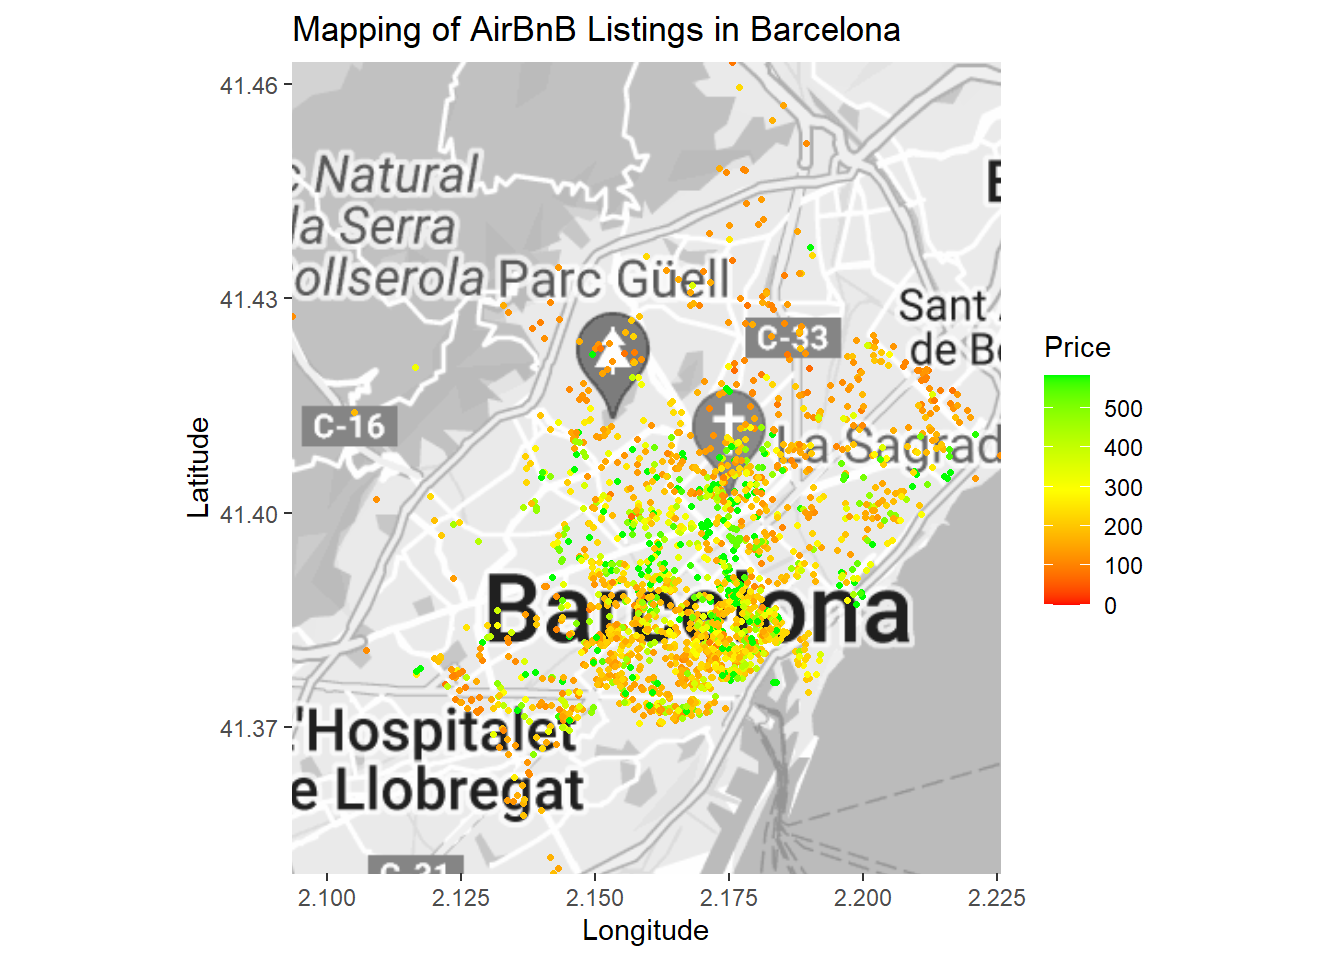 Mapping of AirBnB Listings in Barcelona
41.46
41.43
41.40
41.37
Latitude
c Natural
la Serra
ollserola
Parc Güell
C-33
Sant
de Be
C-16
La Sagrad
Barcelona
'Hospitalet
e Llobregat
C-31
2.100
2.125
2.150
2.175
2.200
2.225
Longitude
Price
500
400
300
200
100
0